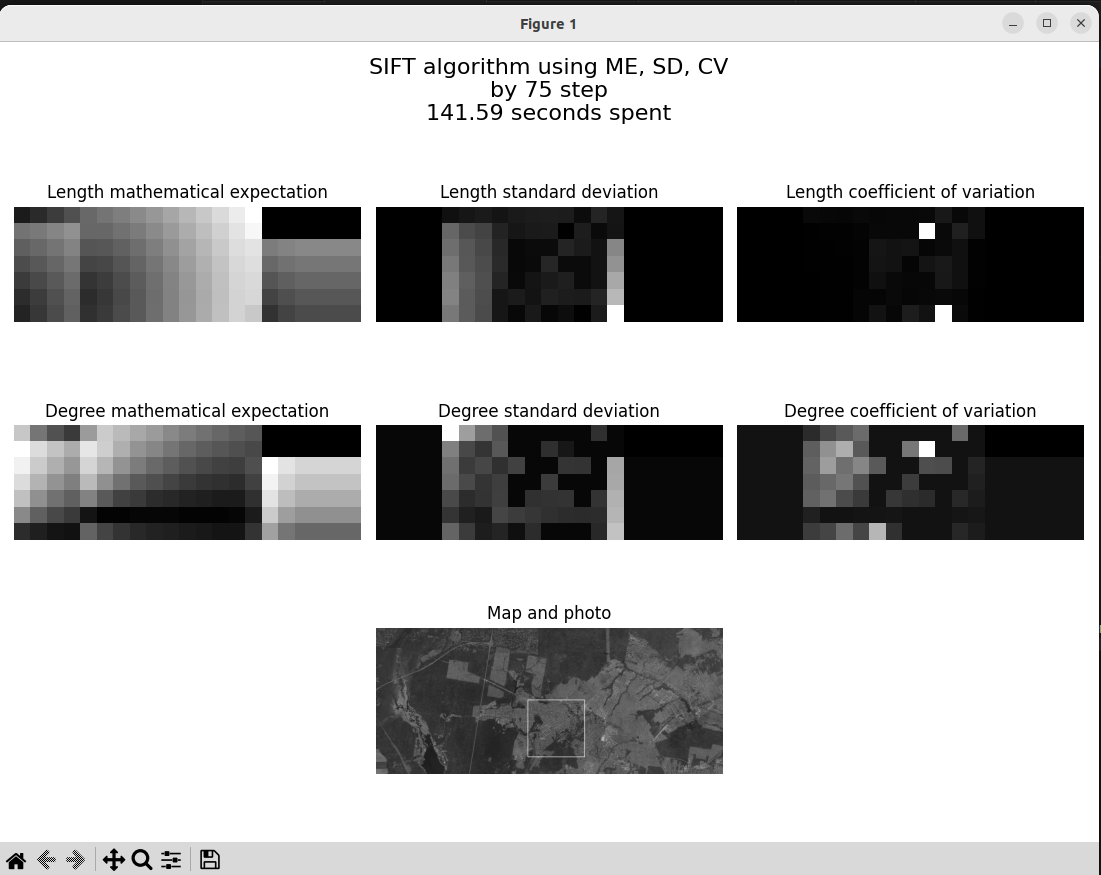 Figure 1
SIFT algorithm using ME, SD, CV
by 75 step
141.59 seconds spent
Length mathematical expectation
Length standard deviation
Length coefficient of variation
Degree mathematical expectation
Degree standard deviation
Degree coefficient of variation
Map and photo